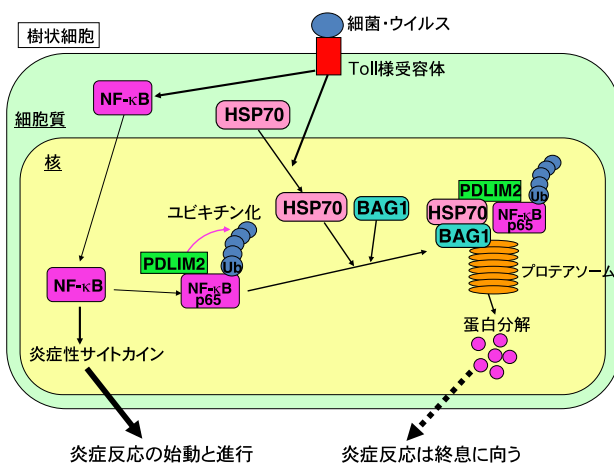 細菌・ウイルス
樹状細胞
Toll様受容体
NF-κB
HSP70
細胞質
核
ユビキチン化
HSP70
BAG1
PDLIM2
Ub
HSP70
NF-κB
p65
BAG1
PDLIM2
Ub
プロテアソーム
NF-κB
NF-κB
p65
蛋白分解
炎症性サイトカイン
炎症反応の始動と進行
炎症反応は終息に向う